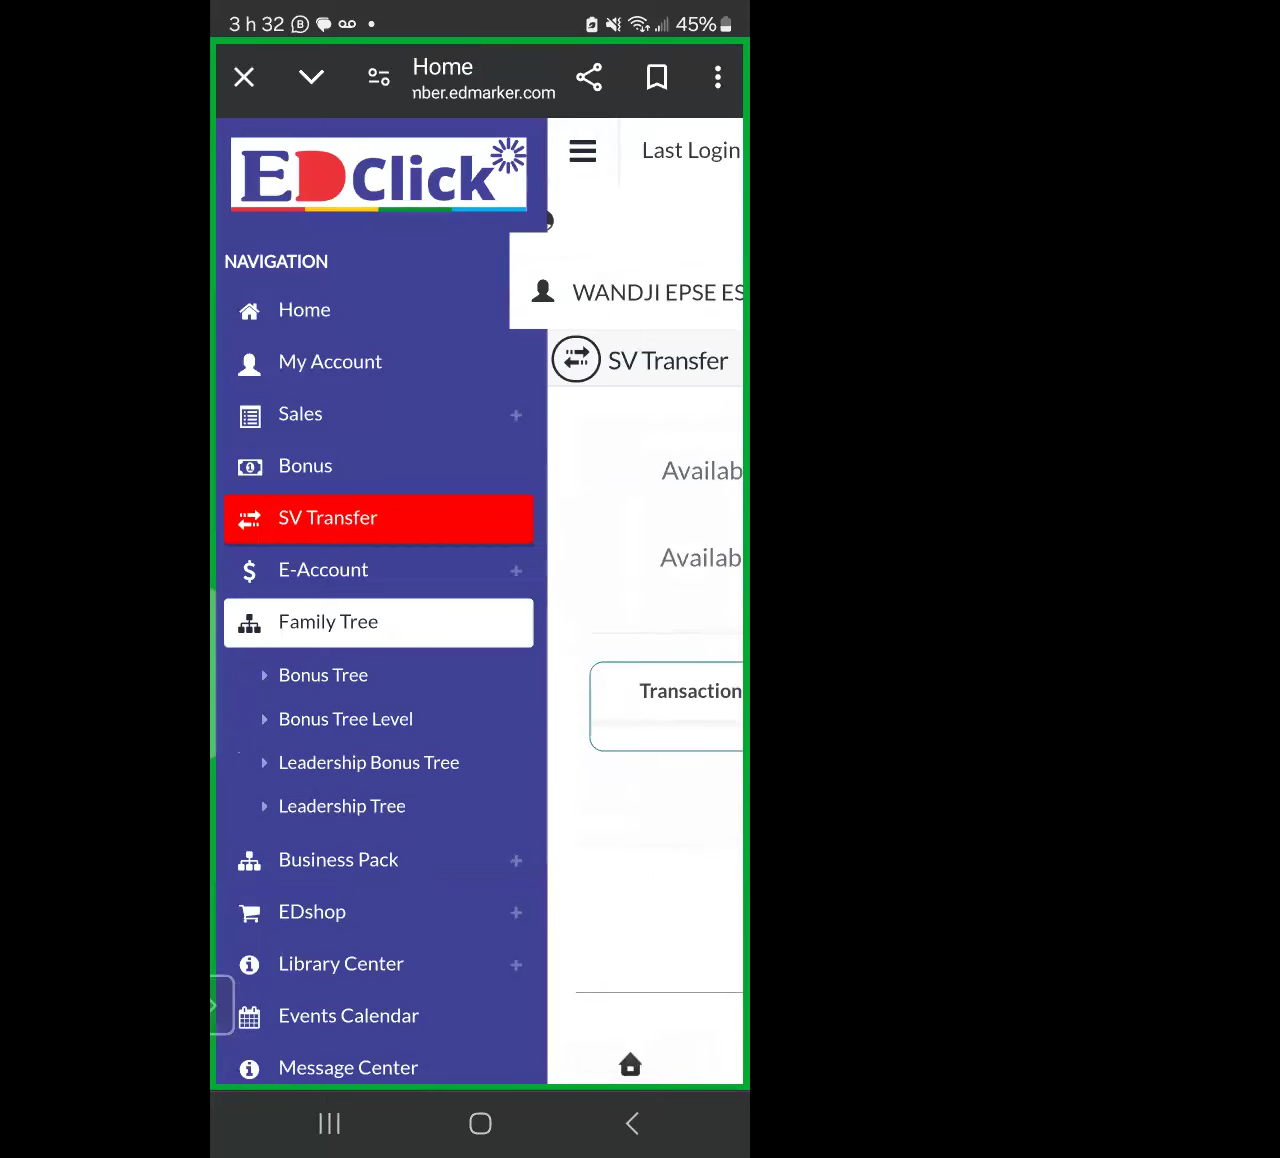 3 h 32
45%
Home
nber.edmarker.com
EDClick
Last Login
NAVIGATION
WANDJI EPSE ES
Home
My Account
SV Transfer
Sales
Bonus
Availab
SV Transfer
Availab
E-Account
Family Tree
Bonus Tree
Transaction
Bonus Tree Level
Leadership Bonus Tree
Leadership Tree
Business Pack
EDshop
Library Center
Events Calendar
Message Center